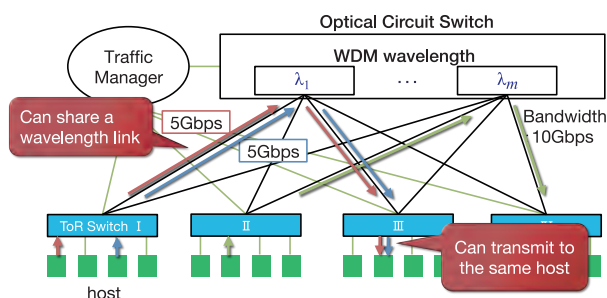 Optical Circuit Switch
Traffic
Manager
WDM wavelength
λ1
...
λm
Can share a
wavelength link
5Gbps
5Gbps
Bandwidth
10Gbps
ToR Switch I
II
III
Can transmit to
the same host
host